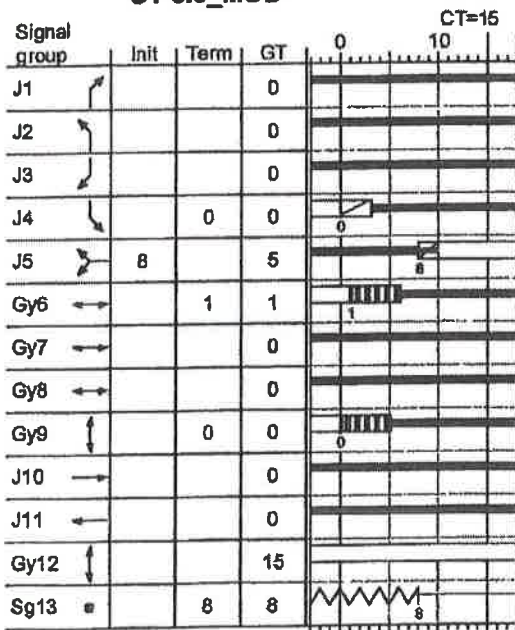 CT=15
Signal group Init Term GT 0 10
J1 0
J2 0
J3 0
J4 0 0 0
J5 8 5 8
Gy6 1 1 1
Gy7 0
Gy8 0
Gy9 0 0 0
J10 0
J11 0
Gy12 15
Sg13 8 8 8